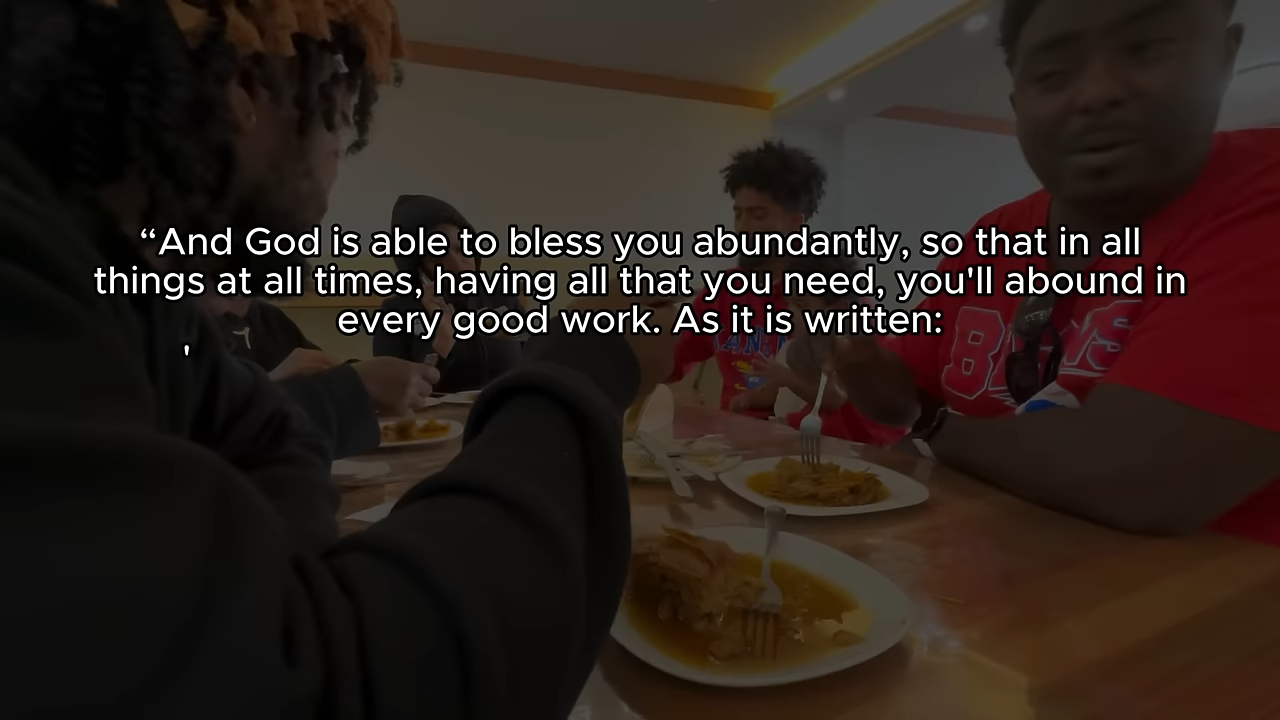 “And God is able to bless you abundantly, so that in all
things at all times, having all that you need, you'll abound in
every good work. As it is written:
'